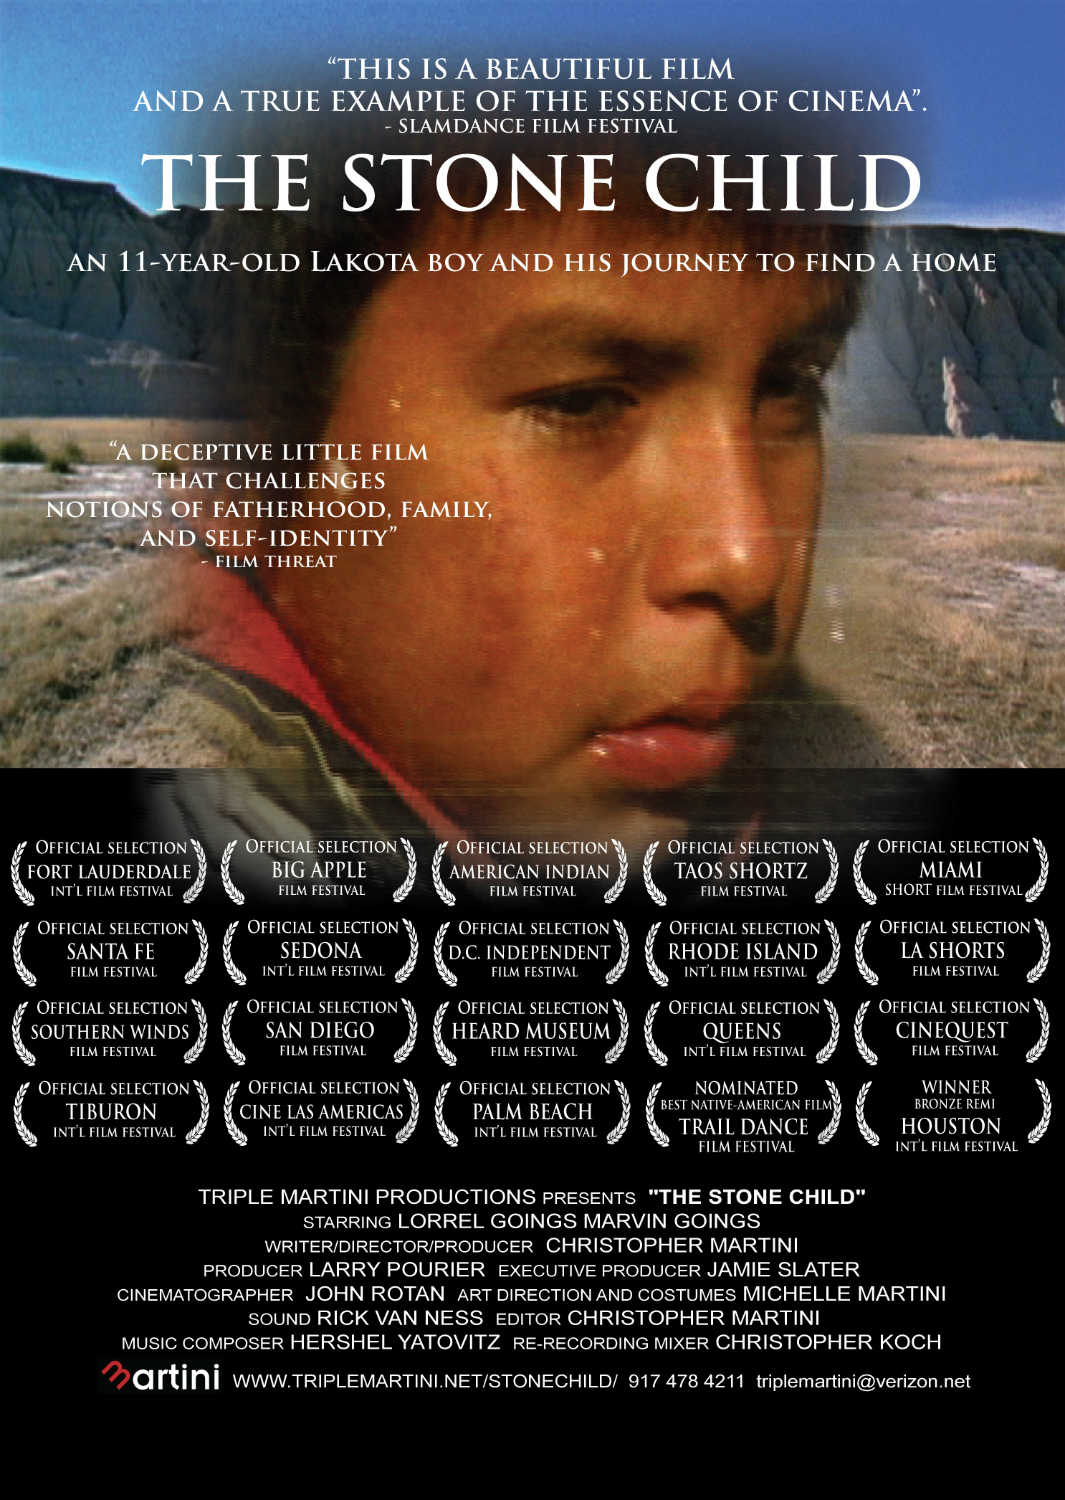 “THIS IS A BEAUTIFUL FILM
AND A TRUE EXAMPLE OF THE ESSENCE OF CINEMA”.
- SLAMDANCE FILM FESTIVAL
THE STONE CHILD
AN 11-YEAR-OLD LAKOTA BOY AND HIS JOURNEY TO FIND A HOME
“A DECEPTIVE LITTLE FILM
THAT CHALLENGES
NOTIONS OF FATHERHOOD, FAMILY,
AND SELF-IDENTITY”
- FILM THREAT
OFFICIAL SELECTION
FORT LAUDERDALE
INT'L FILM FESTIVAL
OFFICIAL SELECTION
BIG APPLE
FILM FESTIVAL
OFFICIAL SELECTION
AMERICAN INDIAN
FILM FESTIVAL
OFFICIAL SELECTION
TAOS SHORTZ
FILM FESTIVAL
OFFICIAL SELECTION
MIAMI
SHORT FILM FESTIVAL
OFFICIAL SELECTION
SANTA FE
FILM FESTIVAL
OFFICIAL SELECTION
SEDONA
INT'L FILM FESTIVAL
OFFICIAL SELECTION
D.C. INDEPENDENT
FILM FESTIVAL
OFFICIAL SELECTION
RHODE ISLAND
INT'L FILM FESTIVAL
OFFICIAL SELECTION
LA SHORTS
FILM FESTIVAL
OFFICIAL SELECTION
SOUTHERN WINDS
FILM FESTIVAL
OFFICIAL SELECTION
SAN DIEGO
FILM FESTIVAL
OFFICIAL SELECTION
HEARD MUSEUM
FILM FESTIVAL
OFFICIAL SELECTION
QUEENS
INT'L FILM FESTIVAL
OFFICIAL SELECTION
CINEQUEST
FILM FESTIVAL
OFFICIAL SELECTION
TIBURON
INT'L FILM FESTIVAL
OFFICIAL SELECTION
CINE LAS AMERICAS
INT'L FILM FESTIVAL
OFFICIAL SELECTION
PALM BEACH
INT'L FILM FESTIVAL
NOMINATED
BEST NATIVE-AMERICAN FILM
TRAIL DANCE
FILM FESTIVAL
WINNER
BRONZE REMI
HOUSTON
INT'L FILM FESTIVAL
TRIPLE MARTINI PRODUCTIONS PRESENTS "THE STONE CHILD"
STARRING LORREL GOINGS MARVIN GOINGS
WRITER/DIRECTOR/PRODUCER CHRISTOPHER MARTINI
PRODUCER LARRY POURIER EXECUTIVE PRODUCER JAMIE SLATER
CINEMATOGRAPHER JOHN ROTAN ART DIRECTION AND COSTUMES MICHELLE MARTINI
SOUND RICK VAN NESS EDITOR CHRISTOPHER MARTINI
MUSIC COMPOSER HERSHEL YATOVITZ RE-RECORDING MIXER CHRISTOPHER KOCH
martini WWW.TRIPLEMARTINI.NET/STONECHILD/ 917 478 4211 triplemartini@verizon.net